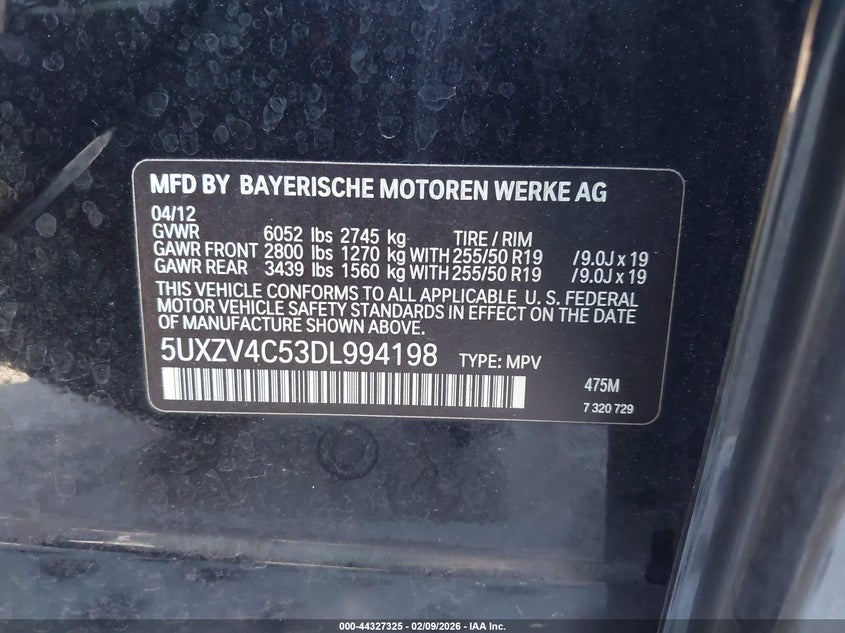 MFD BY BAYERISCHE MOTOREN WERKE AG
04/12
GVWR 6052 lbs 2745 kg TIRE / RIM
GAWR FRONT 2800 lbs 1270 kg WITH 255/50 R19 /9.0J x 19
GAWR REAR 3439 lbs 1560 kg WITH 255/50 R19 /9.0J x 19
THIS VEHICLE CONFORMS TO ALL APPLICABLE U. S. FEDERAL
MOTOR VEHICLE SAFETY STANDARDS IN EFFECT ON THE DATE
OF MANUFACTURE SHOWN ABOVE.
5UXZV4C53DL994198 TYPE: MPV
475M
7 320 729
000-44327325 | 02/09/2026 | IAA Inc.